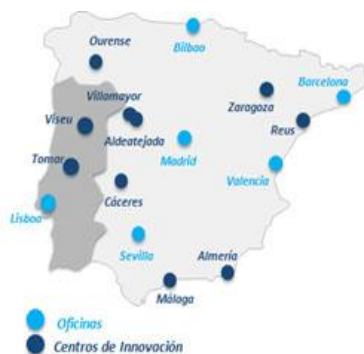 Ourense
Bilbao
Barcelona
Villamayor
Zaragoza
Viseu
Reus
Aldeatejada
Madrid
Tomar
Valencia
Cáceres
Lisboa
Sevilla
Almería
Málaga
Oficinas
Centros de Innovación